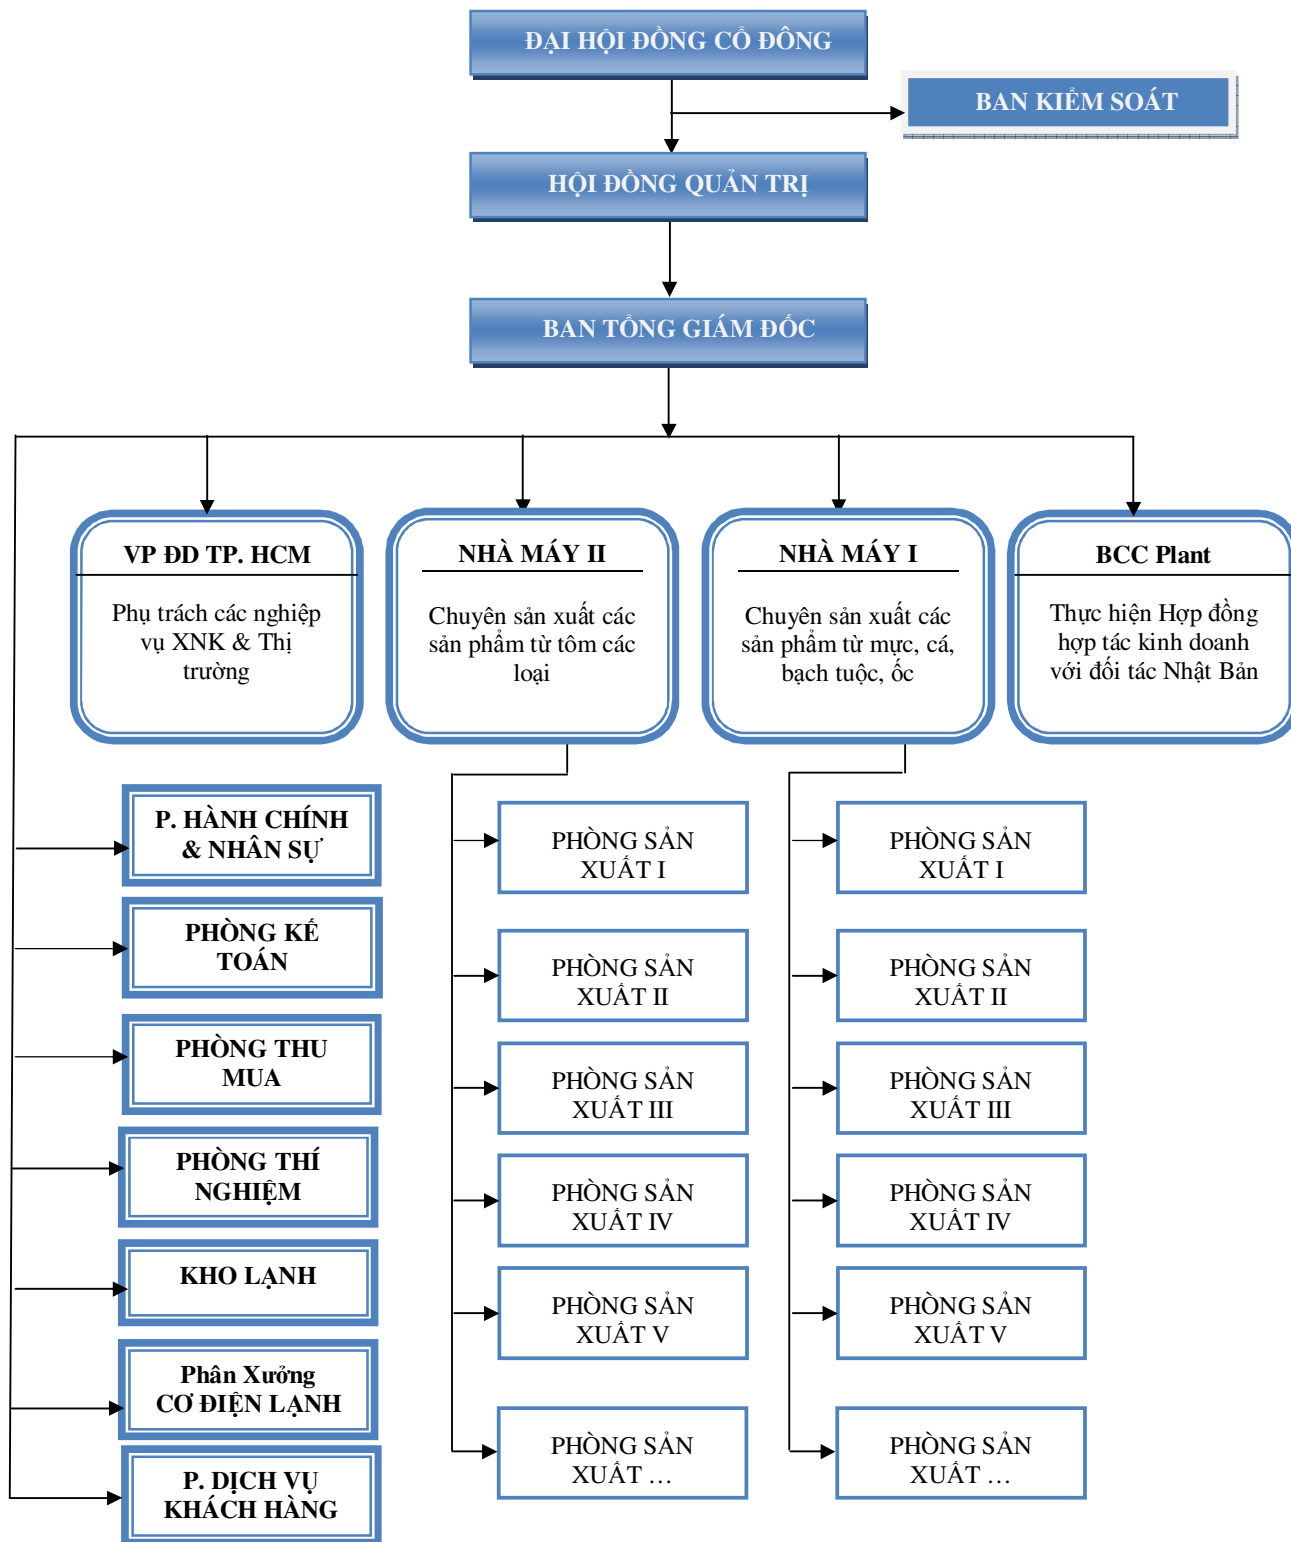 ĐẠI HỘI ĐỒNG CỔ ĐÔNG
BAN KIỂM SOÁT
HỘI ĐỒNG QUẢN TRỊ
BAN TỔNG GIÁM ĐỐC
VP ĐD TP. HCM
Phụ trách các nghiệp
vụ XNK & Thị
trường
NHÀ MÁY II
Chuyên sản xuất các
sản phẩm từ tôm các
loại
NHÀ MÁY I
Chuyên sản xuất các
sản phẩm từ mực, cá,
bạch tuộc, ốc
BCC Plant
Thực hiện Hợp đồng
hợp tác kinh doanh
với đối tác Nhật Bản
P. HÀNH CHÍNH
& NHÂN SỰ
PHÒNG KẾ
TOÁN
PHÒNG THU
MUA
PHÒNG THÍ
NGHIỆM
KHO LẠNH
Phân Xưởng
CƠ ĐIỆN LẠNH
P. DỊCH VỤ
KHÁCH HÀNG
PHÒNG SẢN
XUẤT I
PHÒNG SẢN
XUẤT II
PHÒNG SẢN
XUẤT III
PHÒNG SẢN
XUẤT IV
PHÒNG SẢN
XUẤT V
PHÒNG SẢN
XUẤT …
PHÒNG SẢN
XUẤT I
PHÒNG SẢN
XUẤT II
PHÒNG SẢN
XUẤT III
PHÒNG SẢN
XUẤT IV
PHÒNG SẢN
XUẤT V
PHÒNG SẢN
XUẤT …